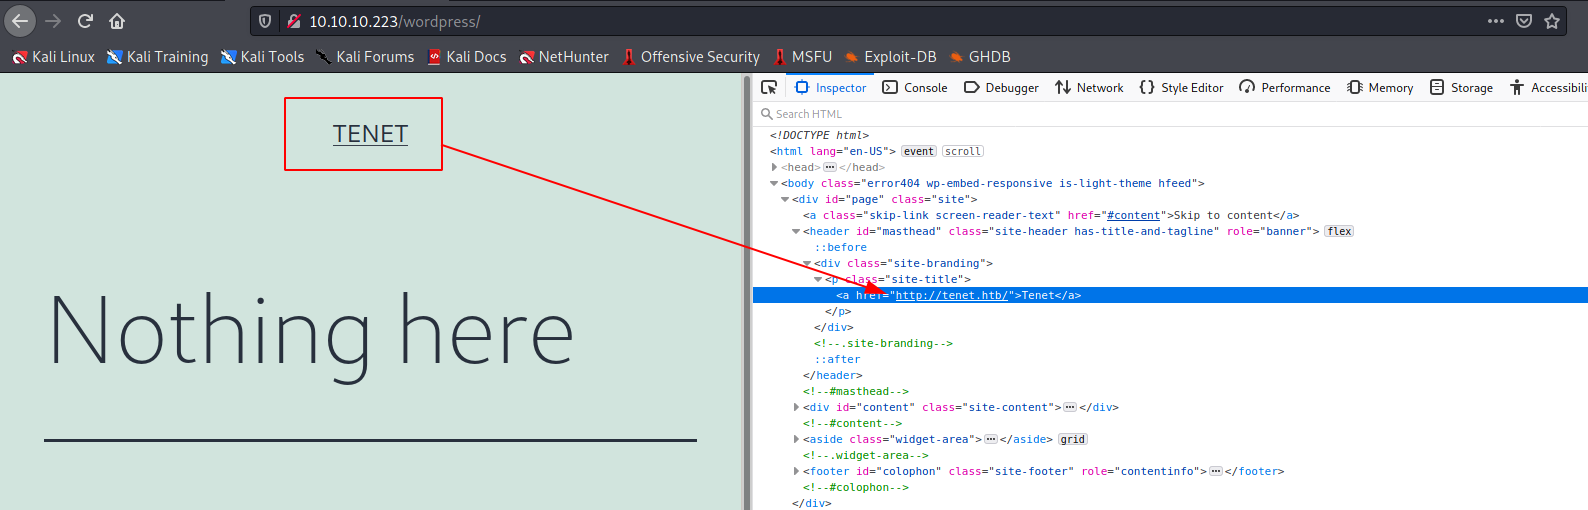 10.10.10.223/wordpress/
Kali Linux Kali Training Kali Tools Kali Forums Kali Docs NetHunter Offensive Security MSFU Exploit-DB GHDB
TENET
Nothing here
Inspector Console Debugger Network Style Editor Performance Memory Storage Accessibili
Search HTML
<!DOCTYPE html>
<html lang="en-US"> event scroll
<head> ••• </head>
<body class="error404 wp-embed-responsive is-light-theme hfeed">
<div id="page" class="site">
<a class="skip-link screen-reader-text" href="#content">Skip to content</a>
<header id="masthead" class="site-header has-title-and-tagline" role="banner"> flex
::before
<div class="site-branding">
<p class="site-title">
<a href="http://tenet.htb/">Tenet</a>
</p>
</div>
<!--.site-branding-->
::after
</header>
<!--#masthead-->
<div id="content" class="site-content"> ••• </div>
<!--#content-->
<aside class="widget-area"> ••• </aside> grid
<!--.widget-area-->
<footer id="colophon" class="site-footer" role="contentinfo"> ••• </footer>
<!--#colophon-->
</div>